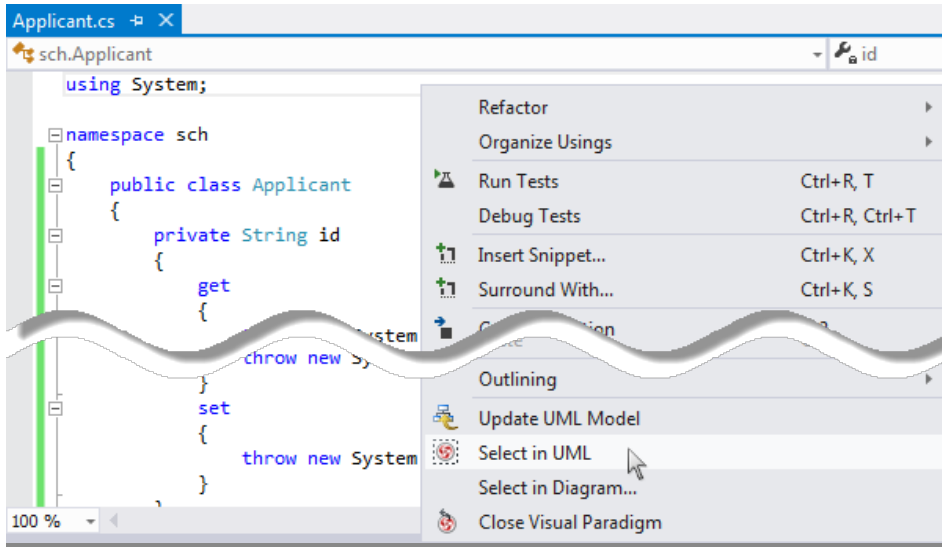 Applicant.cs
sch.Applicant
id
using System;
namespace sch
{
public class Applicant
{
private String id
{
get
{
throw new Sy
}
set
{
throw new System
}
100 %
Refactor
Organize Usings
Run Tests Ctrl+R, T
Debug Tests Ctrl+R, Ctrl+T
Insert Snippet... Ctrl+K, X
Surround With... Ctrl+K, S
Outlining
Update UML Model
Select in UML
Select in Diagram...
Close Visual Paradigm